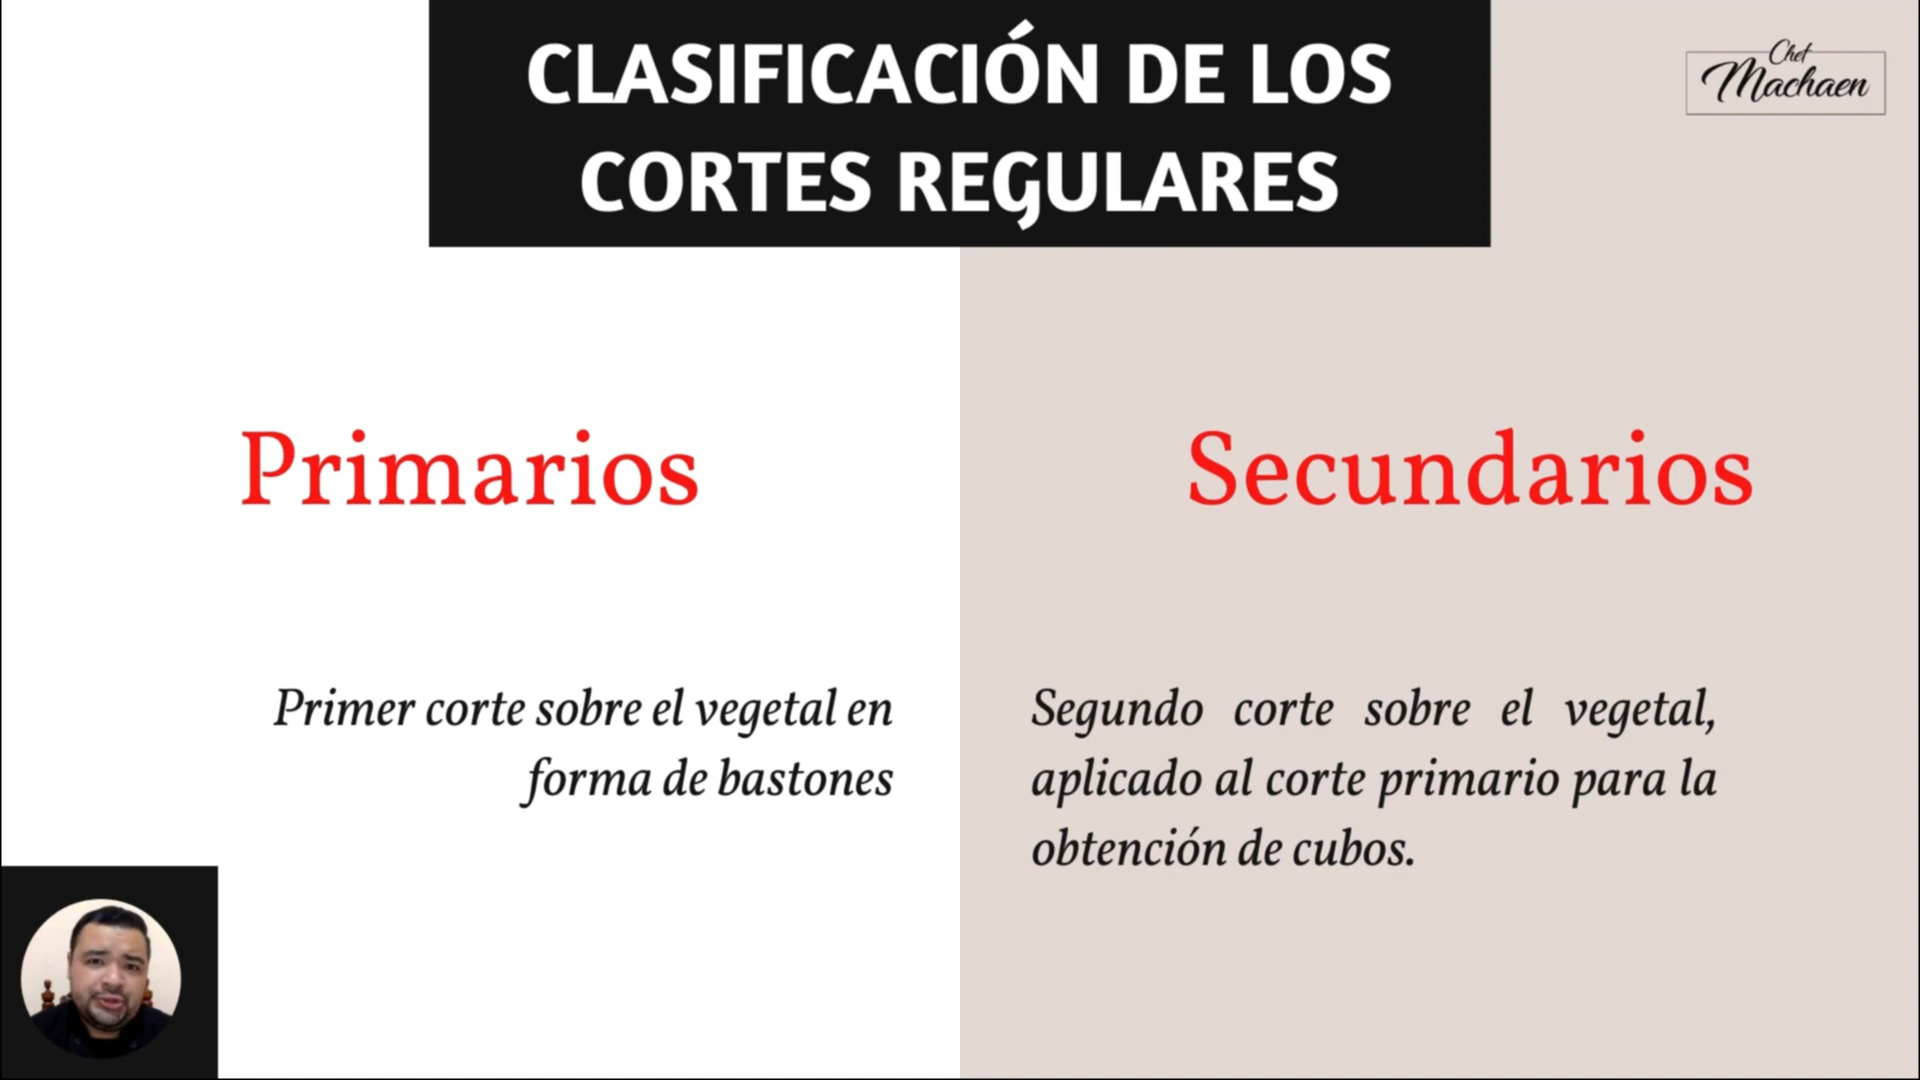 CLASIFICACIÓN DE LOS
CORTES REGULARES
Chef
Machaen
Primarios
Primer corte sobre el vegetal en
forma de bastones
Secundarios
Segundo corte sobre el vegetal,
aplicado al corte primario para la
obtención de cubos.